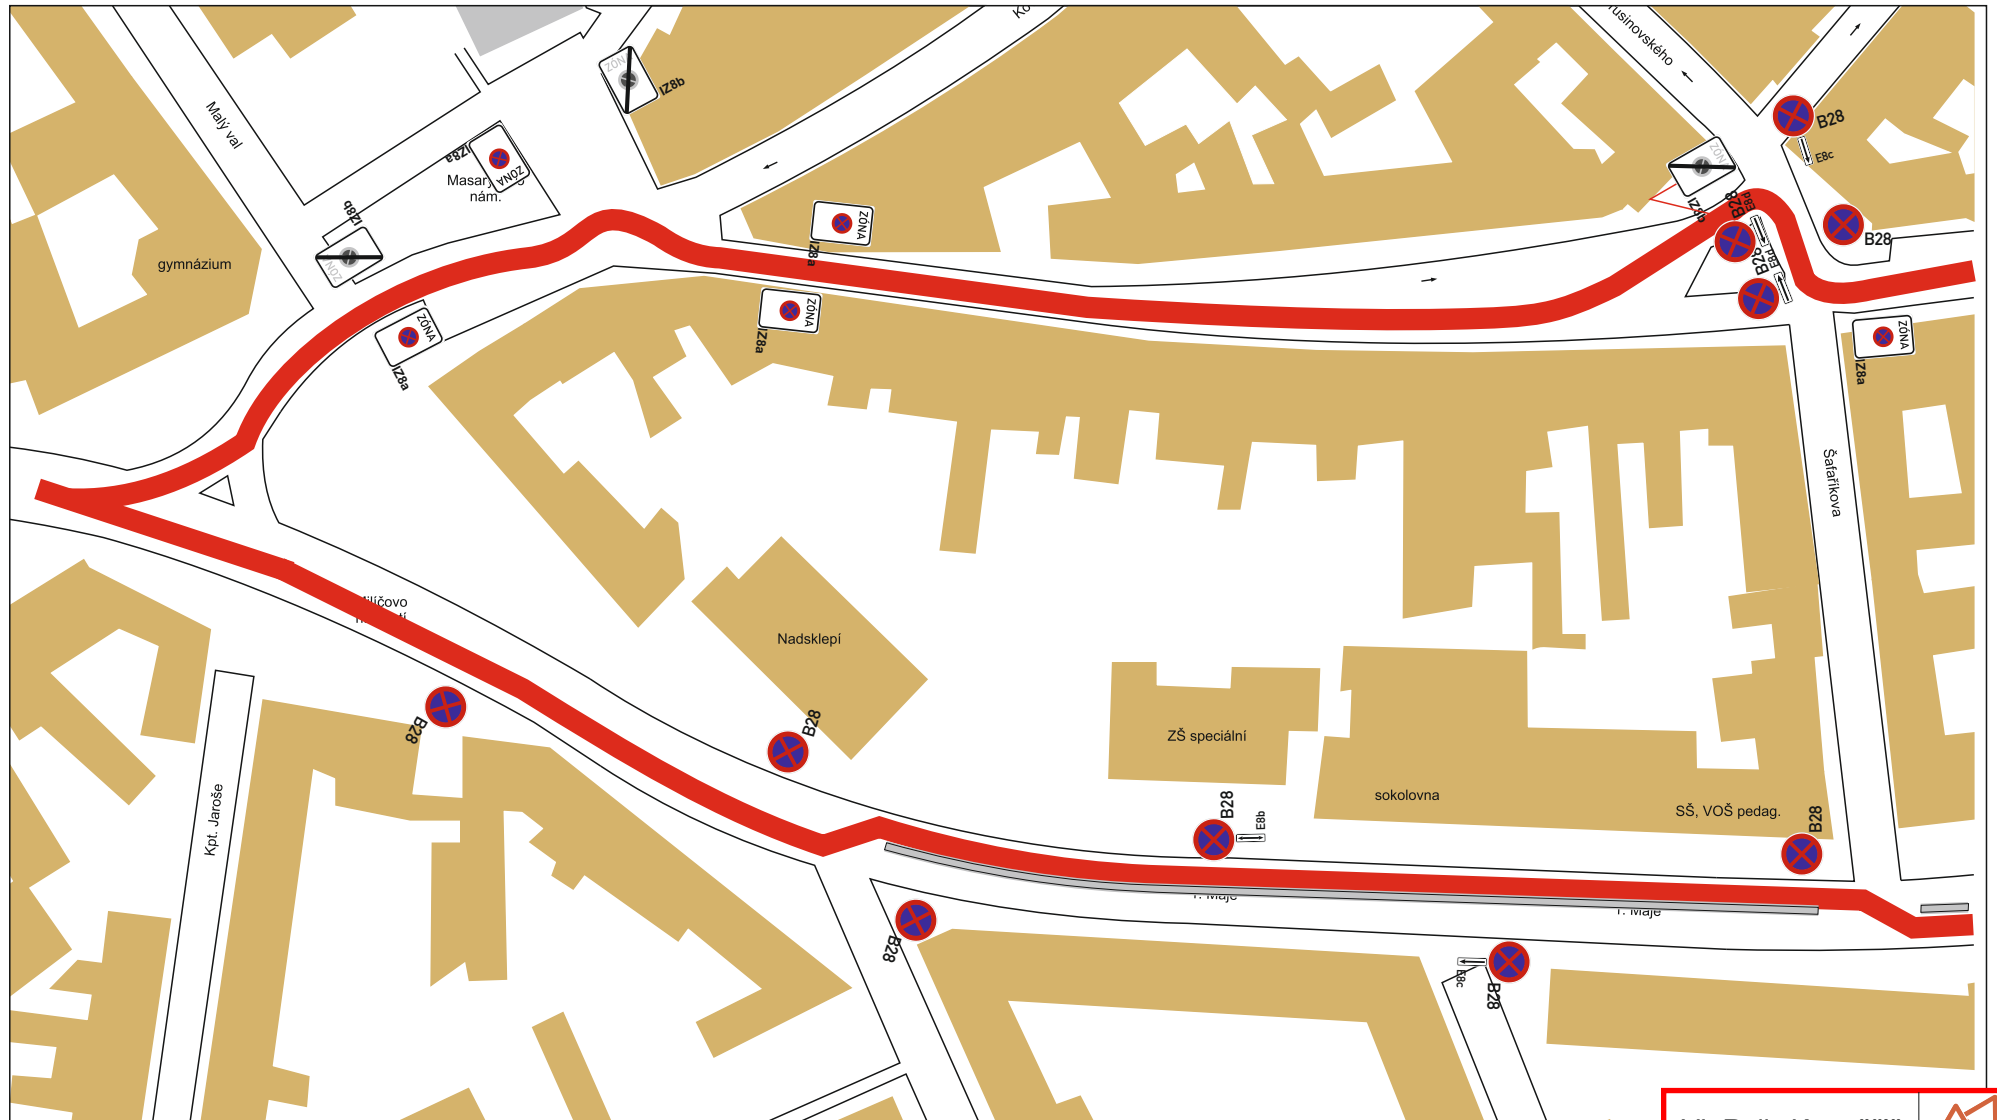 Malý val
IZ8b
IZ8a
ZÓNA
nám.
IZ8b
gymnázium
IZ8a
ZÓNA
IZ8a
ZÓNA
IZ8a
ZÓNA
B28
E8c
IZ8b
B28
E8d
B28
E8d
B28
IZ8a
ZÓNA
Šafaříkova
Nadsklepí
B28
B28
ZŠ speciální
sokolovna
SŠ, VOŠ pedag.
B28
E8b
B28
Kpt. Jaroše
1. Máje
1. Máje
B28
E8c
B28